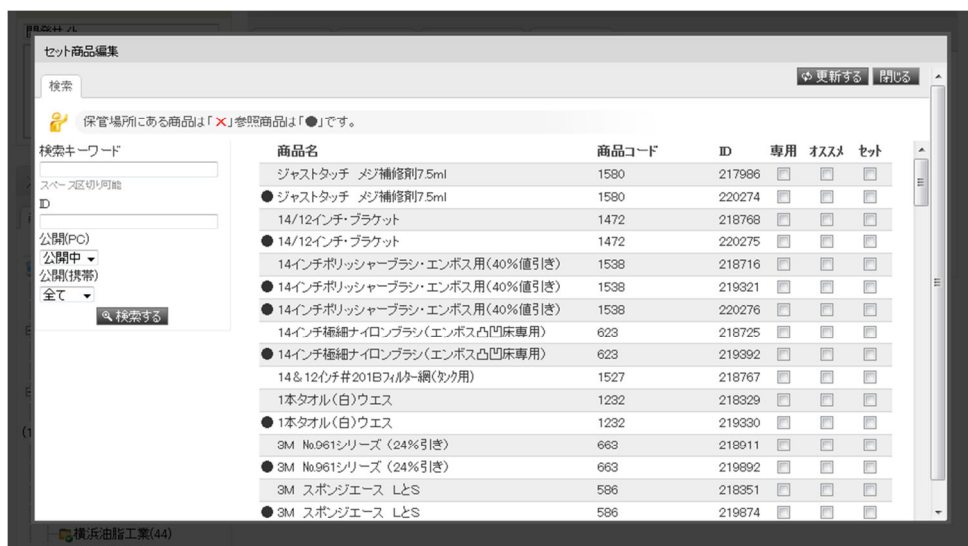 開発サイト
セット商品編集
更新する 閉じる
検索
保管場所にある商品は「×」参照商品は「●」です。
検索キーワード
スペース区切り可能
ID
公開(PC)
公開中
公開(携帯)
全て
検索する
商品名 商品コード ID 専用 オススメ セット
ジャストタッチ メジ補修剤7.5ml 1580 217986
●ジャストタッチ メジ補修剤7.5ml 1580 220274
14/12インチ・ブラケット 1472 218768
●14/12インチ・ブラケット 1472 220275
14インチポリッシャーブラシ・エンボス用(40%値引き) 1538 218716
●14インチポリッシャーブラシ・エンボス用(40%値引き) 1538 219321
●14インチポリッシャーブラシ・エンボス用(40%値引き) 1538 220276
14インチ極細ナイロンブラシ(エンボス凸凹床専用) 623 218725
●14インチ極細ナイロンブラシ(エンボス凸凹床専用) 623 219392
14&12インチ#201Bフィルター網(タンク用) 1527 218767
1本タオル(白)ウエス 1232 218329
●1本タオル(白)ウエス 1232 219330
3M №961シリーズ (24%引き) 663 218911
●3M №961シリーズ (24%引き) 663 219892
3M スポンジエース LとS 586 218351
●3M スポンジエース LとS 586 219874
横浜油脂工業(44)